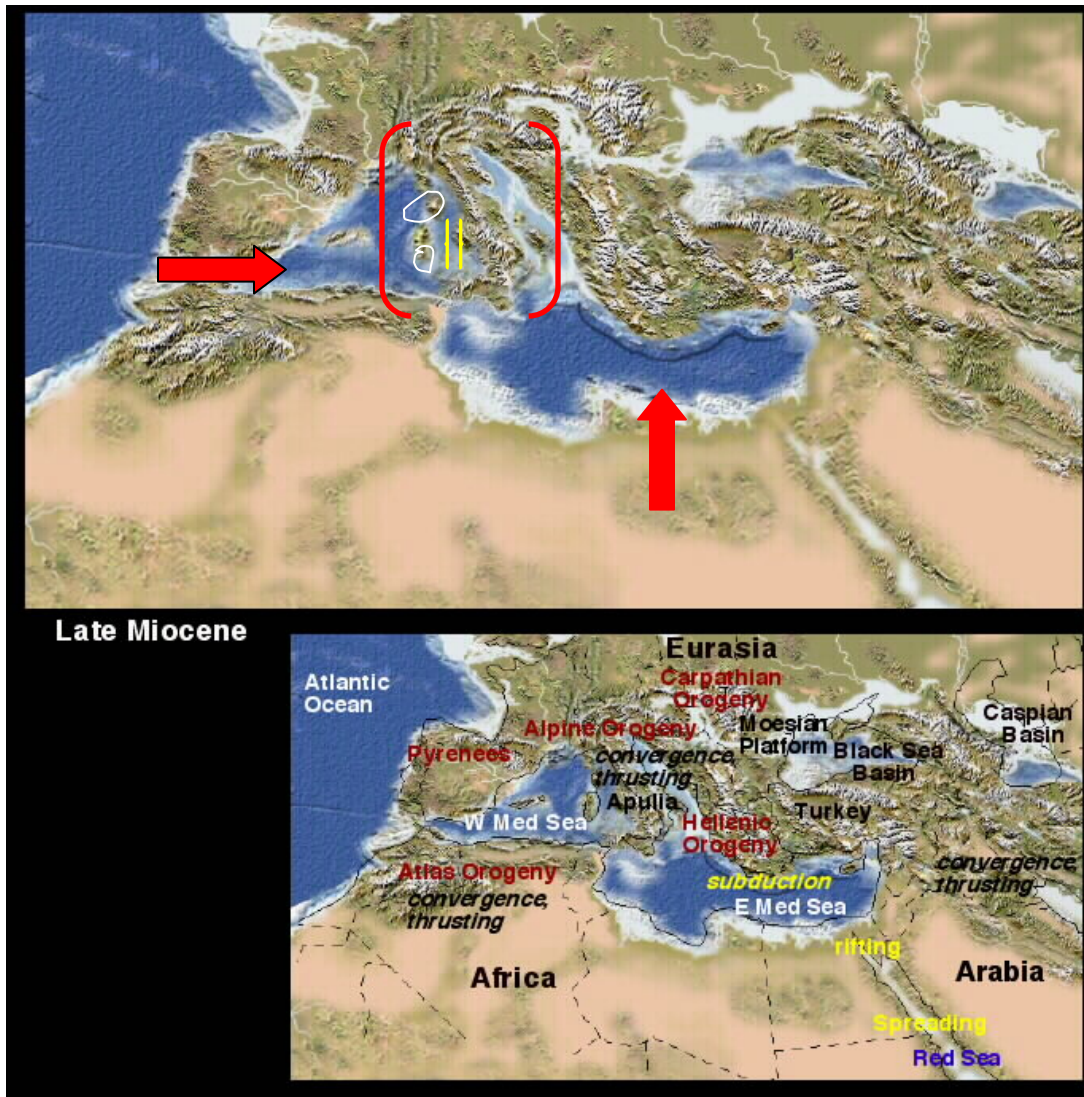 Late Miocene
Eurasia
Carpathian
Orogeny
Atlantic
Ocean
Caspian
Basin
Moesian
Platform
Alpine Orogeny
Pyrenees
convergence,
thrusting
Black Sea
Basin
Apulia
Turkey
W Med Sea
Hellenic
Orogeny
Atlas Orogeny
convergence,
thrusting
subduction
E Med Sea
convergence,
thrusting
rifting
Africa
Arabia
Spreading
Red Sea